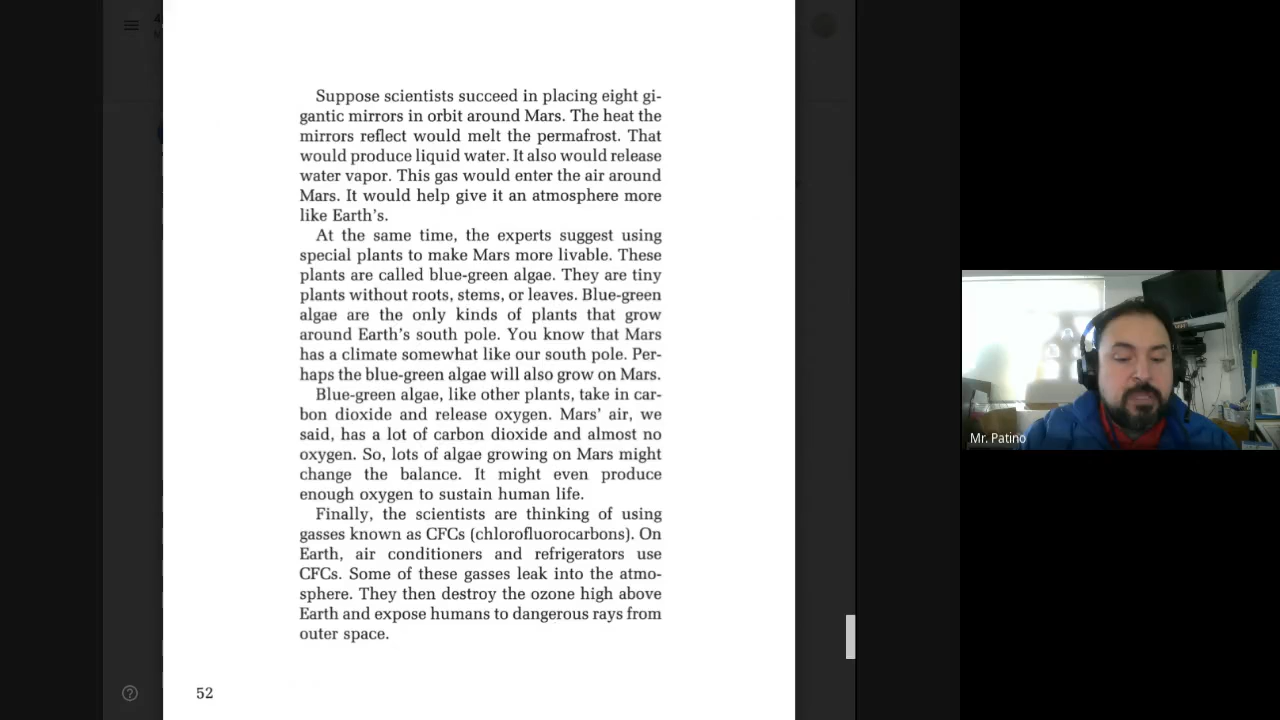 Suppose scientists succeed in placing eight gi-
gantic mirrors in orbit around Mars. The heat the
mirrors reflect would melt the permafrost. That
would produce liquid water. It also would release
water vapor. This gas would enter the air around
Mars. It would help give it an atmosphere more
like Earth's.
At the same time, the experts suggest using
special plants to make Mars more livable. These
plants are called blue-green algae. They are tiny
plants without roots, stems, or leaves. Blue-green
algae are the only kinds of plants that grow
around Earth's south pole. You know that Mars
has a climate somewhat like our south pole. Per-
haps the blue-green algae will also grow on Mars.
Blue-green algae, like other plants, take in car-
bon dioxide and release oxygen. Mars' air, we
said, has a lot of carbon dioxide and almost no
oxygen. So, lots of algae growing on Mars might
change the balance. It might even produce
enough oxygen to sustain human life.
Finally, the scientists are thinking of using
gasses known as CFCs (chlorofluorocarbons). On
Earth, air conditioners and refrigerators use
CFCs. Some of these gasses leak into the atmo-
sphere. They then destroy the ozone high above
Earth and expose humans to dangerous rays from
outer space.
52
Mr. Patino